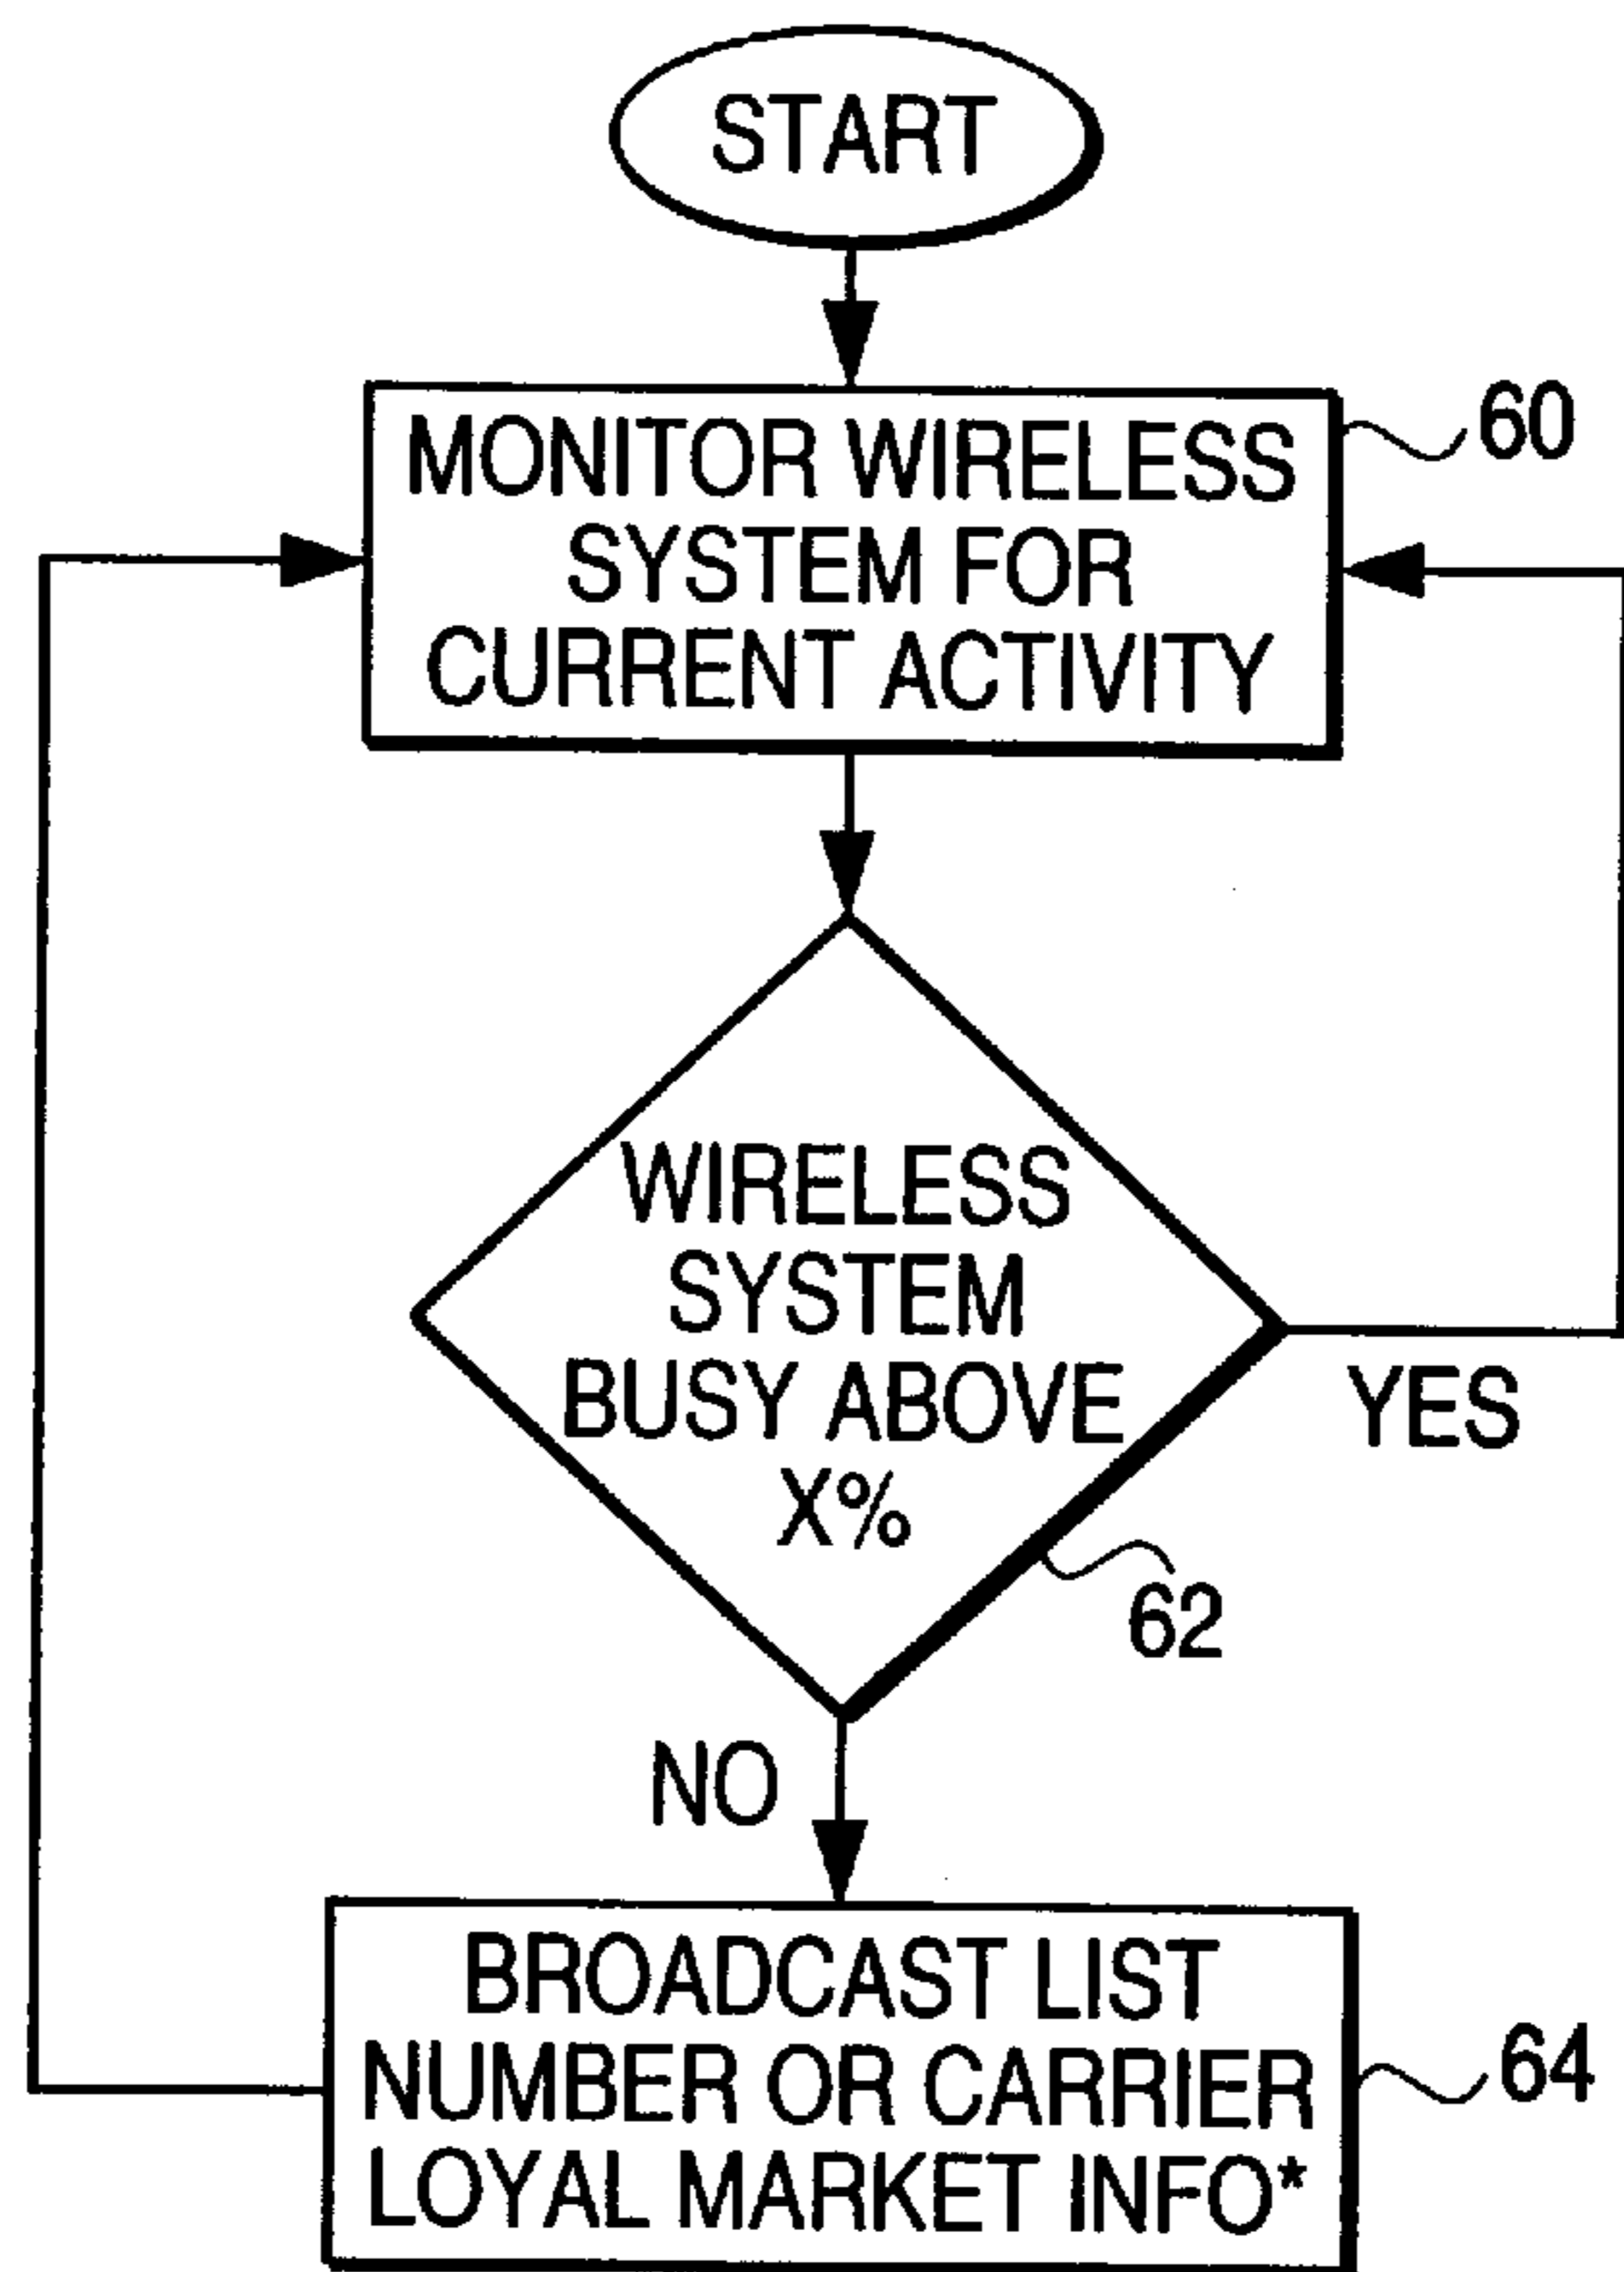 START
MONITOR WIRELESS
SYSTEM FOR
CURRENT ACTIVITY
60
WIRELESS
SYSTEM
BUSY ABOVE
X%
YES
62
NO
BROADCAST LIST
NUMBER OR CARRIER
LOYAL MARKET INFO*
64